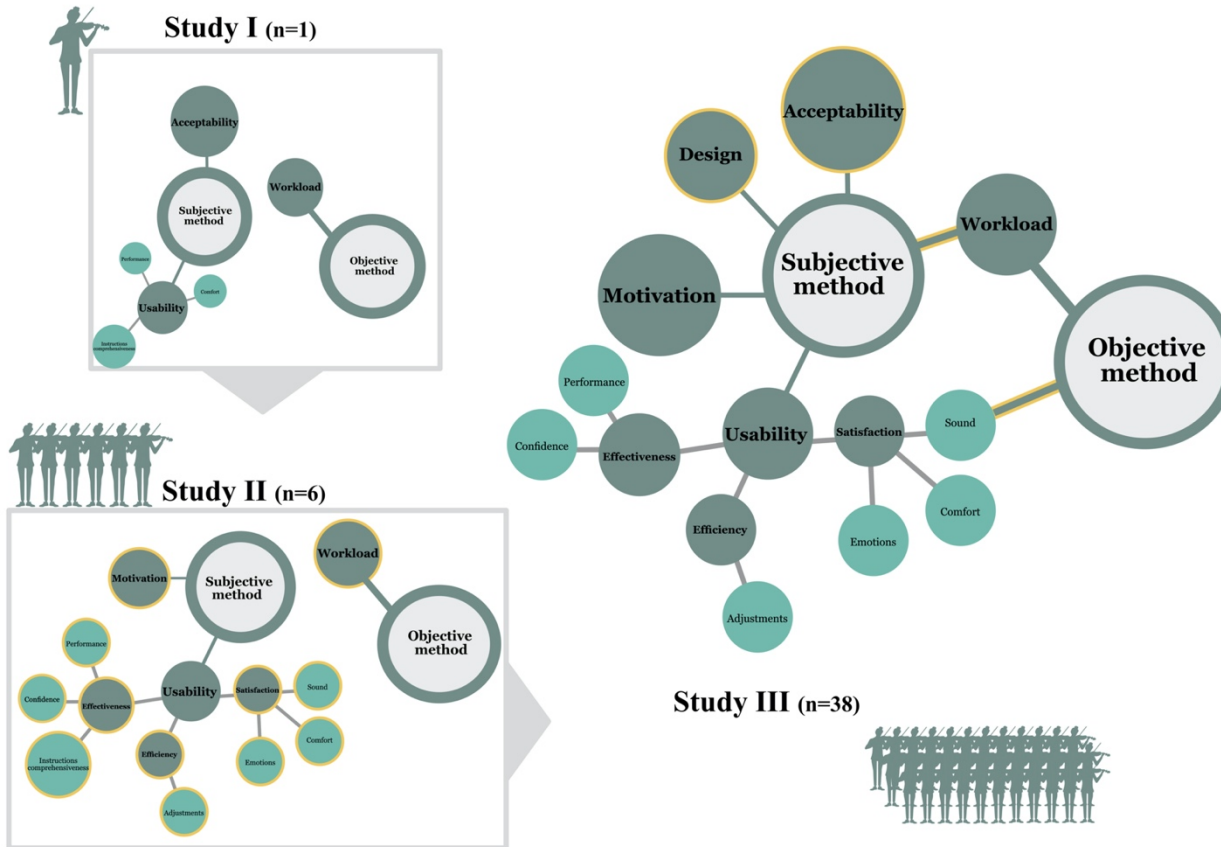 Study I (n=1)
Acceptability
Subjective
method
Workload
Objective
method
Performance
Comfort
Usability
Instructions
comprehensiveness
Study II (n=6)
Workload
Motivation
Subjective
method
Objective
method
Performance
Confidence
Effectiveness
Usability
Satisfaction
Sound
Instructions
comprehensiveness
Efficiency
Emotions
Comfort
Adjustments
Acceptability
Design
Workload
Subjective
method
Motivation
Objective
method
Performance
Confidence
Effectiveness
Usability
Satisfaction
Sound
Efficiency
Emotions
Comfort
Adjustments
Study III (n=38)